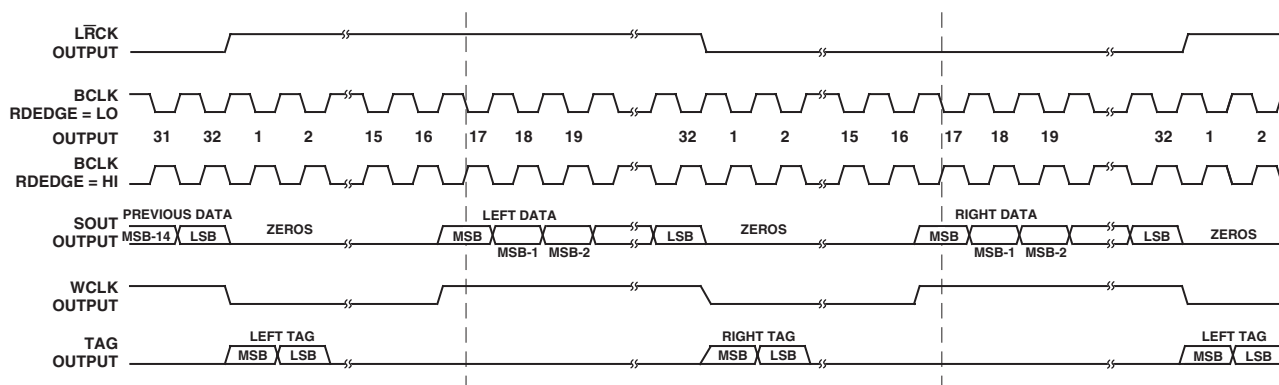 LR̅CK
OUTPUT
BCLK
RDEDGE = LO
OUTPUT
31 32 1 2 15 16 17 18 19 32 1 2 15 16 17 18 19 32 1 2
BCLK
RDEDGE = HI
SOUT
OUTPUT
PREVIOUS DATA
MSB-14 LSB ZEROS
LEFT DATA
MSB MSB-1 MSB-2 LSB ZEROS
RIGHT DATA
MSB MSB-1 MSB-2 LSB ZEROS
WCLK
OUTPUT
TAG
OUTPUT
LEFT TAG
MSB LSB
RIGHT TAG
MSB LSB
LEFT TAG
MSB LSB